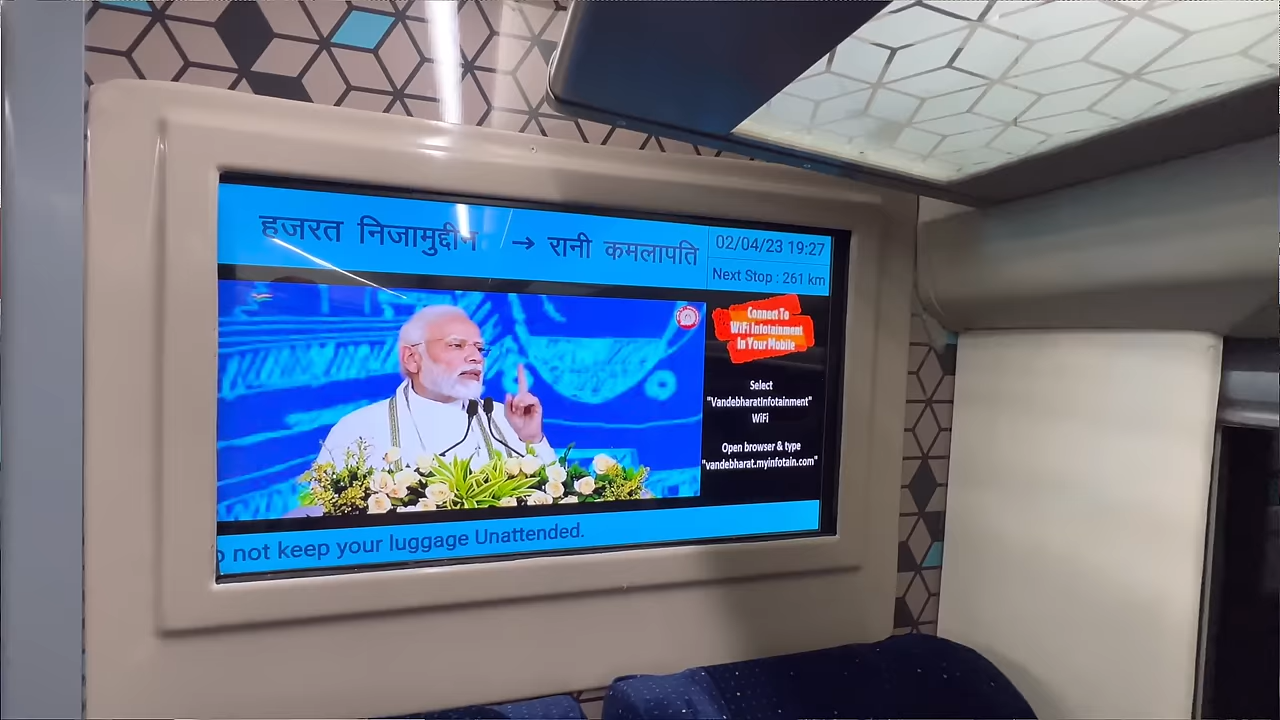 हजरत निजामुद्दीन → रानी कमलापति
02/04/23 19:27
Next Stop : 261 km
Connect To
WiFi Infotainment
In Your Mobile
Select
"VandebharatInfotainment"
WiFi
Open browser & type
"vandebharat.myinfotain.com"
not keep your luggage Unattended.